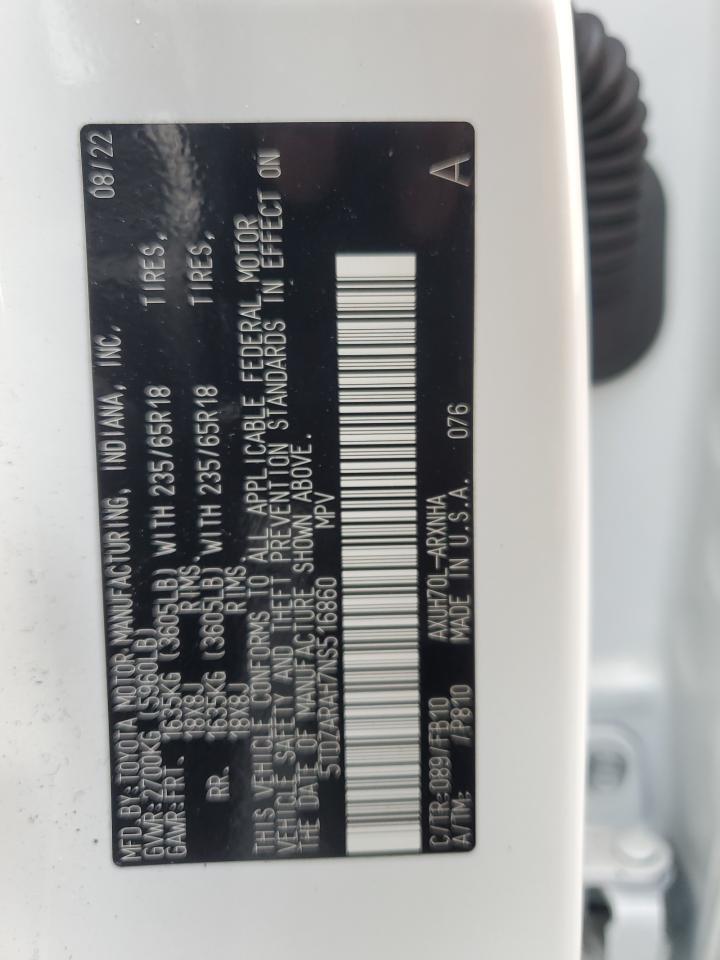 MFD BY:TOYOTA MOTOR MANUFACTURING, INDIANA, INC. 08/22
GVWR:2700KG (5960LB)
GAWR:FRT. 1635KG (3605LB) WITH 235/65R18 TIRES,
18X8J RIMS.
RR. 1635KG (3605LB) WITH 235/65R18 TIRES,
18X8J RIMS.
THIS VEHICLE CONFORMS TO ALL APPLICABLE FEDERAL MOTOR
VEHICLE SAFETY AND THEFT PREVENTION STANDARDS IN EFFECT ON
THE DATE OF MANUFACTURE SHOWN ABOVE.
5TDZARAH7NS516860 MPV
C/TR:089/FB10 AXUH70L-ARXNHA 076 A
A/TM: /PB10 MADE IN U.S.A.